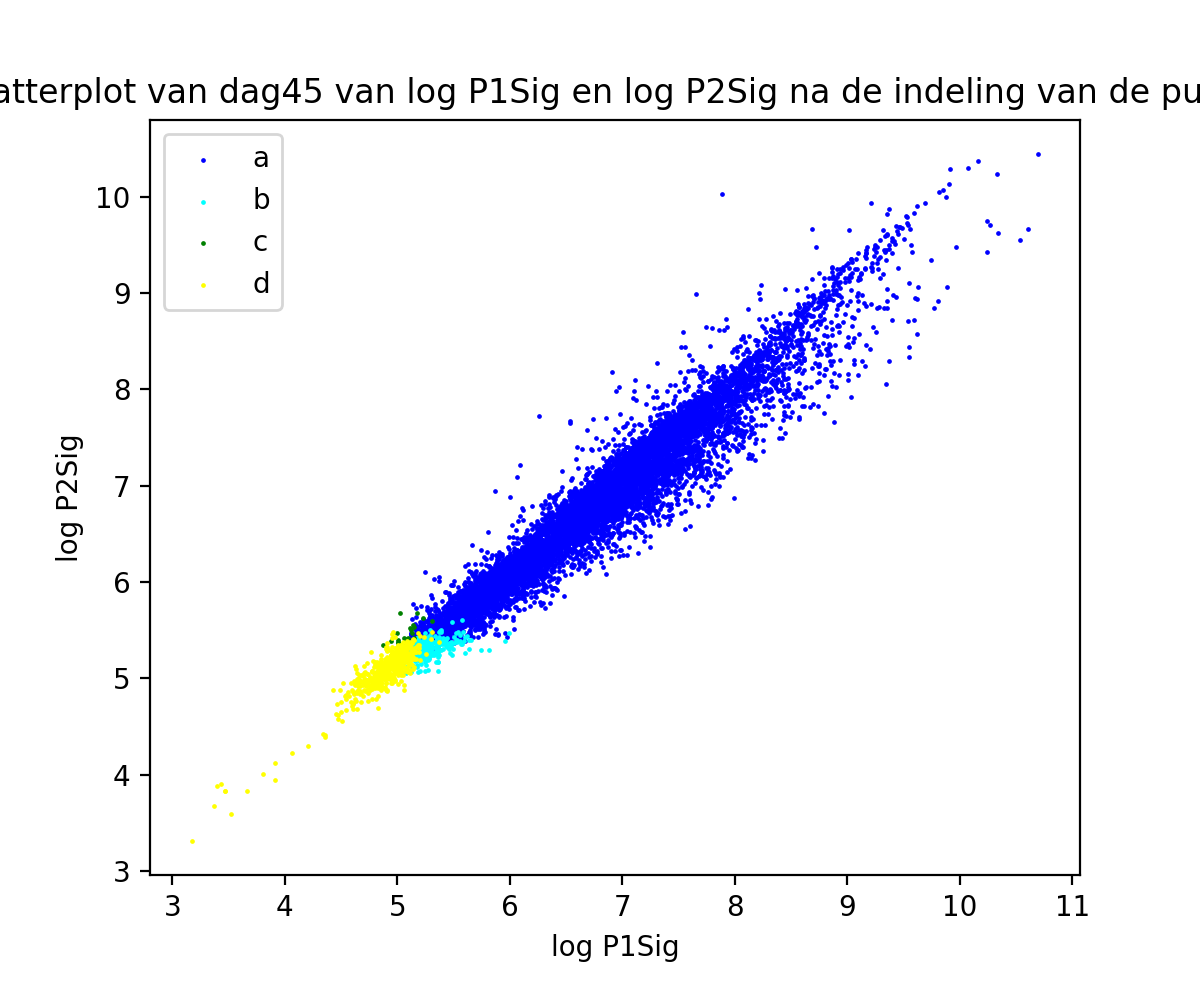 atterplot van dag45 van log P1Sig en log P2Sig na de indeling van de pu
a
b
c
d
10
9
8
7
6
5
4
3
log P2Sig
3 4 5 6 7 8 9 10 11
log P1Sig